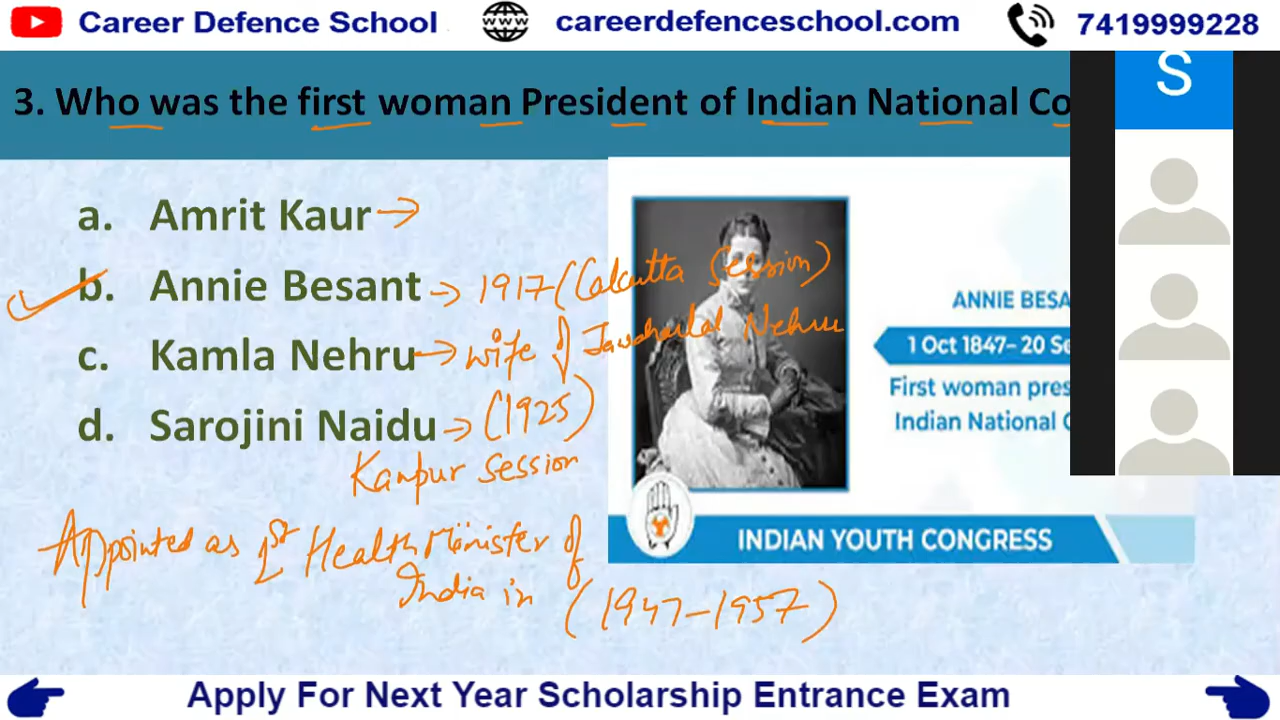 Career Defence School
www
careerdefenceschool.com
7419999228
3. Who was the first woman President of Indian National Co
S
a. Amrit Kaur →
b. Annie Besant → 1917 (Calcutta Session)
c. Kamla Nehru → wife of Jawaharlal Nehru
d. Sarojini Naidu → (1925)
Kanpur Session
Appointed as 1st Health Minister of
India in (1947-1957)
ANNIE BESA
1 Oct 1847– 20 Se
First woman pres
Indian National C
INDIAN YOUTH CONGRESS
Apply For Next Year Scholarship Entrance Exam